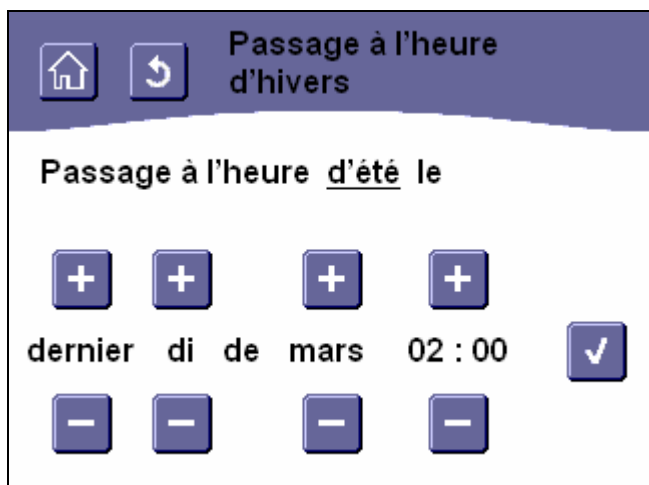 Passage à l'heure
d'hivers
Passage à l'heure d'été le
dernier di de mars 02 : 00